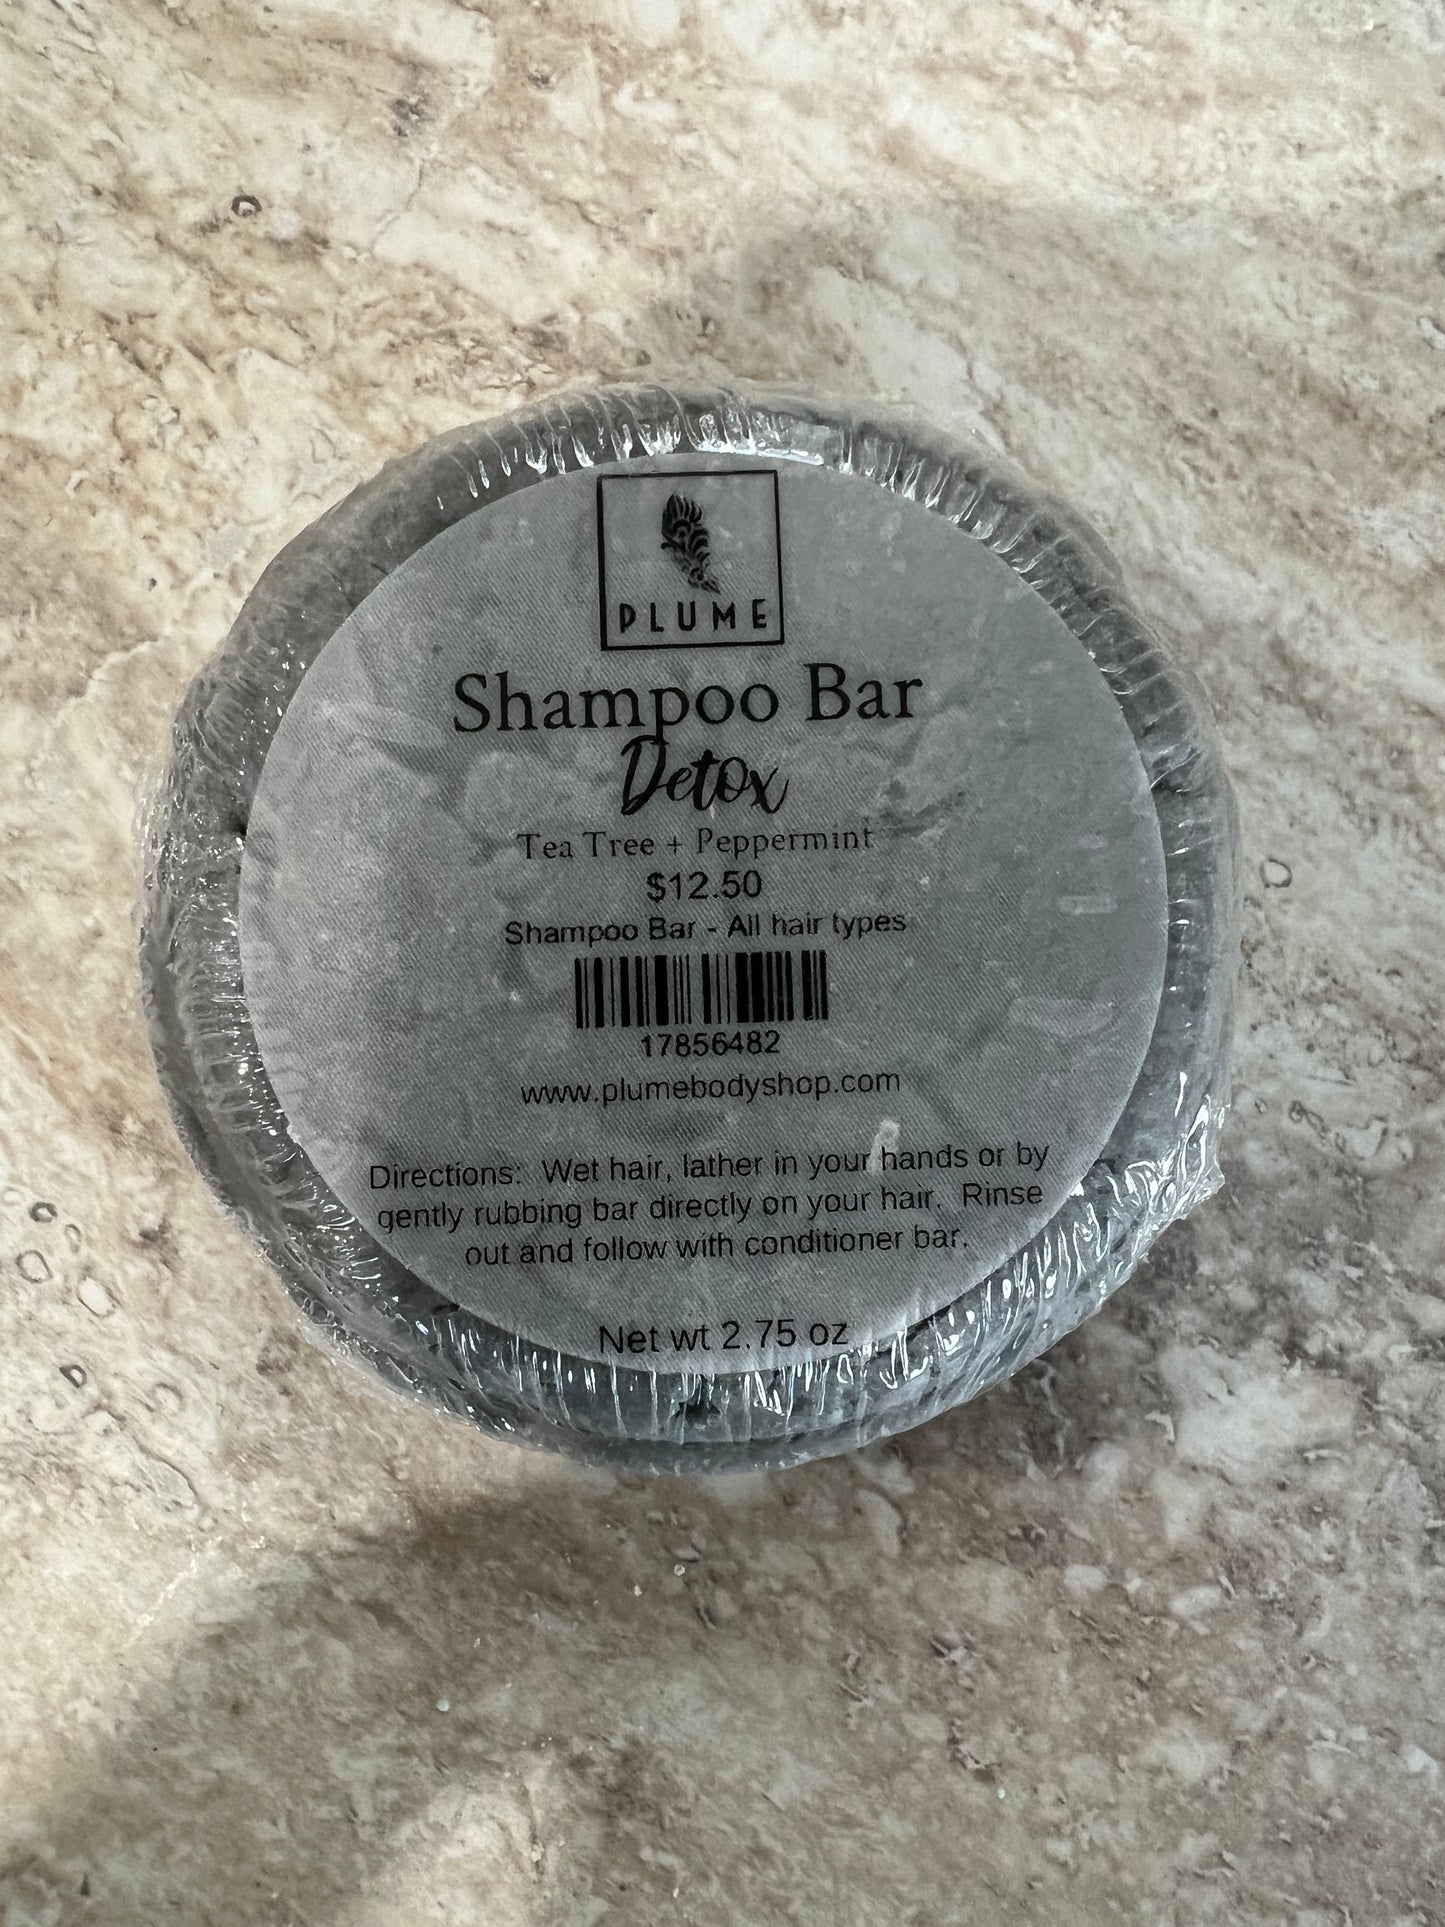 PLUME
Shampoo Bar
Detox
Tea Tree + Peppermint
$12.50
Shampoo Bar - All hair types
17856482
www.plumebodyshop.com
Directions: Wet hair, lather in your hands or by
gently rubbing bar directly on your hair. Rinse
out and follow with conditioner bar.
Net wt 2.75 oz